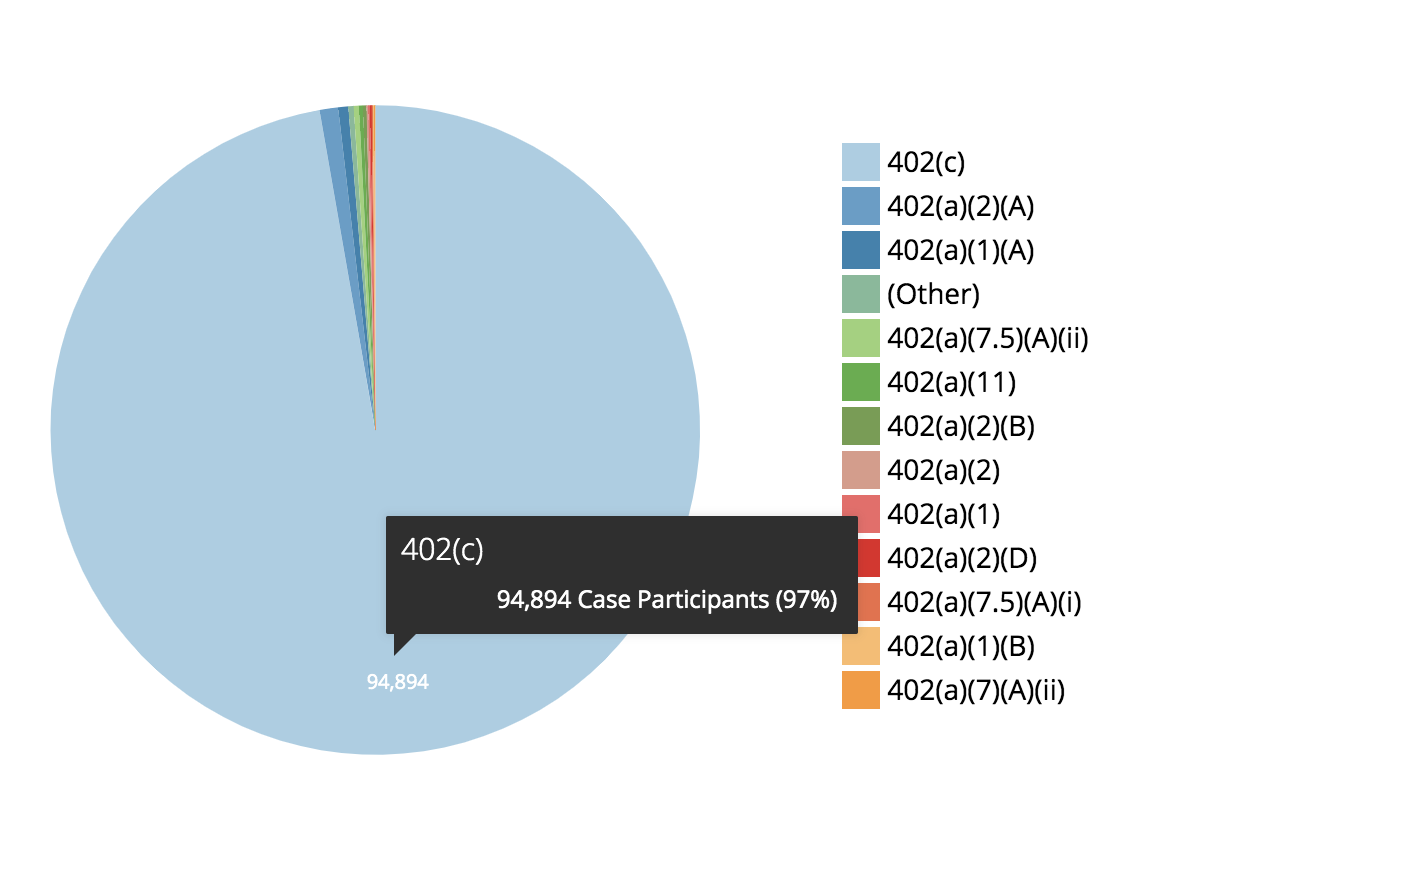 402(c)
402(a)(2)(A)
402(a)(1)(A)
(Other)
402(a)(7.5)(A)(ii)
402(a)(11)
402(a)(2)(B)
402(a)(2)
402(a)(1)
402(a)(2)(D)
402(a)(7.5)(A)(i)
402(a)(1)(B)
402(a)(7)(A)(ii)
402(c)
94,894 Case Participants (97%)
94,894